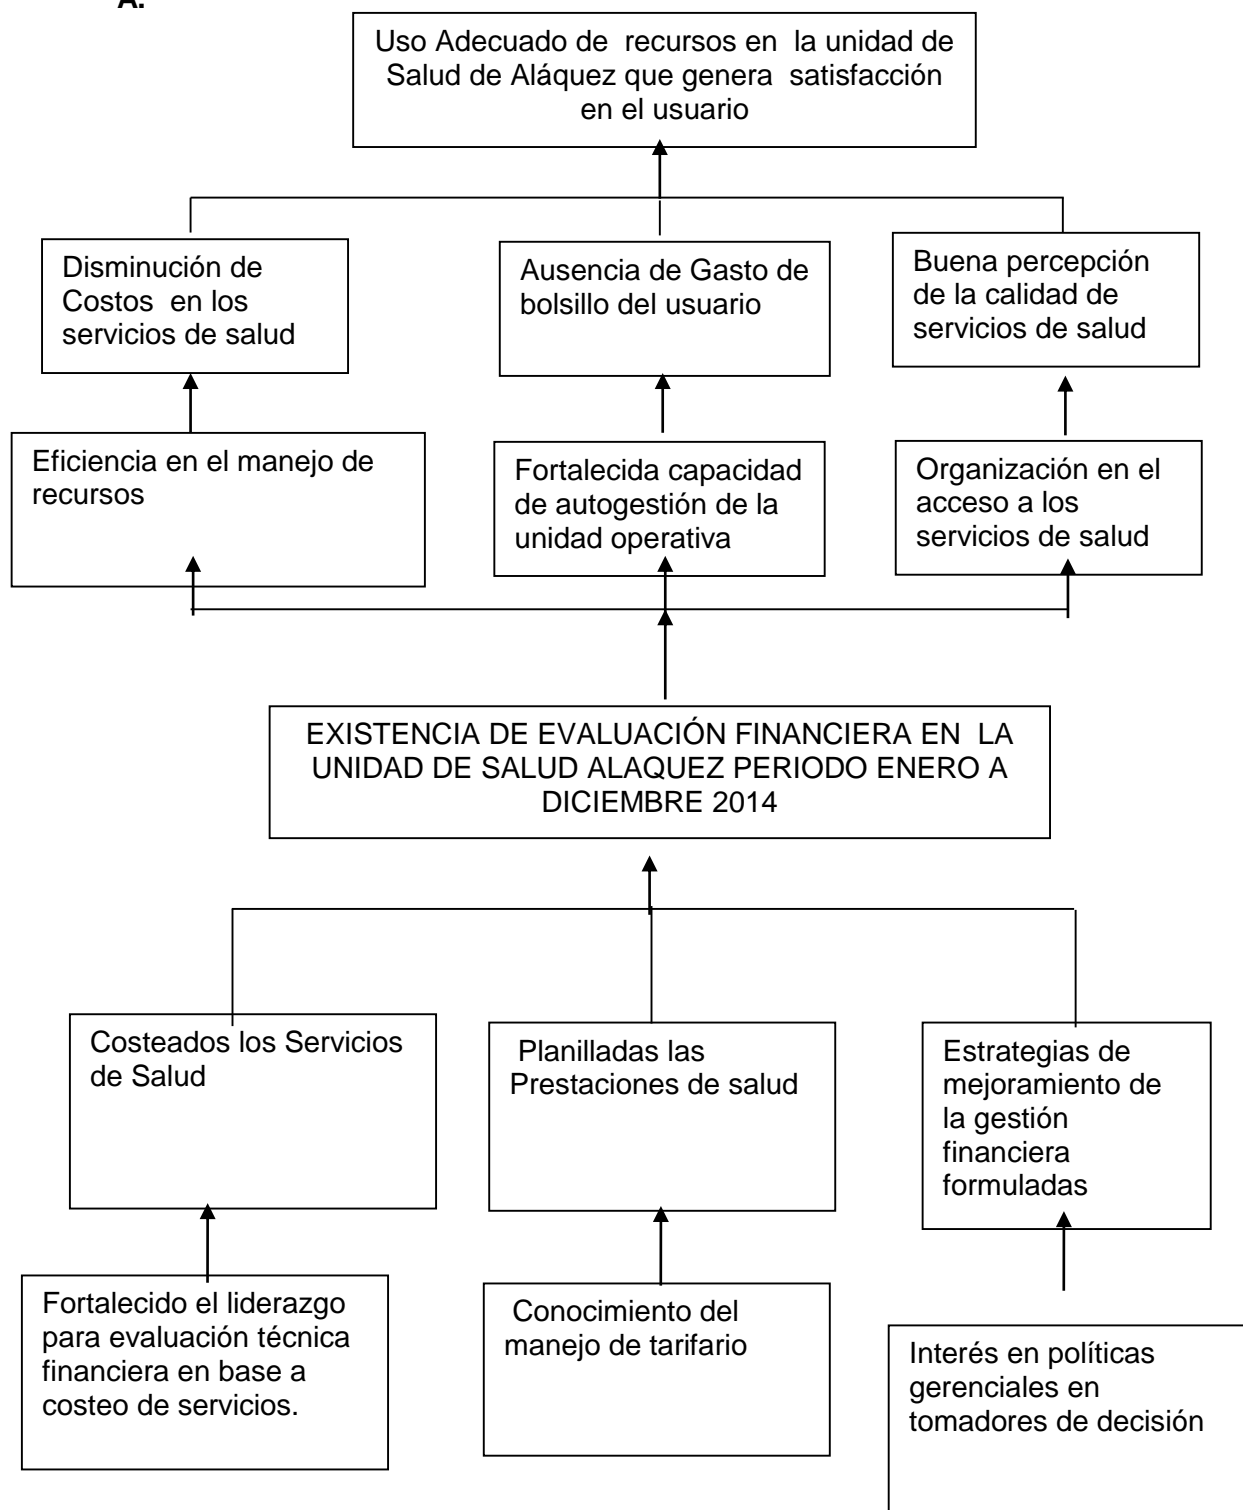 A.
Uso Adecuado de recursos en la unidad de
Salud de Aláquez que genera satisfacción
en el usuario
Disminución de
Costos en los
servicios de salud
Ausencia de Gasto de
bolsillo del usuario
Buena percepción
de la calidad de
servicios de salud
Eficiencia en el manejo de
recursos
Fortalecida capacidad
de autogestión de la
unidad operativa
Organización en el
acceso a los
servicios de salud
EXISTENCIA DE EVALUACIÓN FINANCIERA EN LA
UNIDAD DE SALUD ALAQUEZ PERIODO ENERO A
DICIEMBRE 2014
Costeados los Servicios
de Salud
Planilladas las
Prestaciones de salud
Estrategias de
mejoramiento de
la gestión
financiera
formuladas
Fortalecido el liderazgo
para evaluación técnica
financiera en base a
costeo de servicios.
Conocimiento del
manejo de tarifario
Interés en políticas
gerenciales en
tomadores de decisión